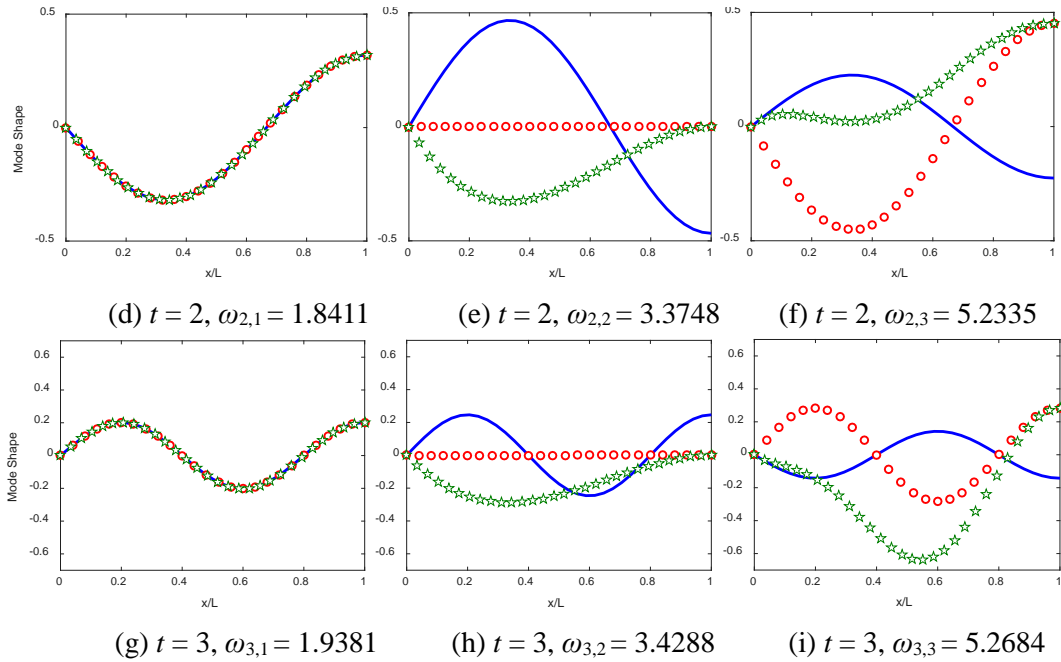 0.5
0.5
0.5
0
0
0
-0.5
-0.5
-0.5
Mode Shape
0 0.2 0.4 0.6 0.8 1
0 0.2 0.4 0.6 0.8 1
0 0.2 0.4 0.6 0.8 1
x/L
x/L
x/L
(d) t = 2, ω2,1 = 1.8411
(e) t = 2, ω2,2 = 3.3748
(f) t = 2, ω2,3 = 5.2335
0.6
0.4
0.2
0
-0.2
-0.4
-0.6
0.6
0.4
0.2
0
-0.2
-0.4
-0.6
0.6
0.4
0.2
0
-0.2
-0.4
-0.6
Mode Shape
0 0.2 0.4 0.6 0.8 1
0 0.2 0.4 0.6 0.8 1
0 0.2 0.4 0.6 0.8 1
x/L
x/L
x/L
(g) t = 3, ω3,1 = 1.9381
(h) t = 3, ω3,2 = 3.4288
(i) t = 3, ω3,3 = 5.2684